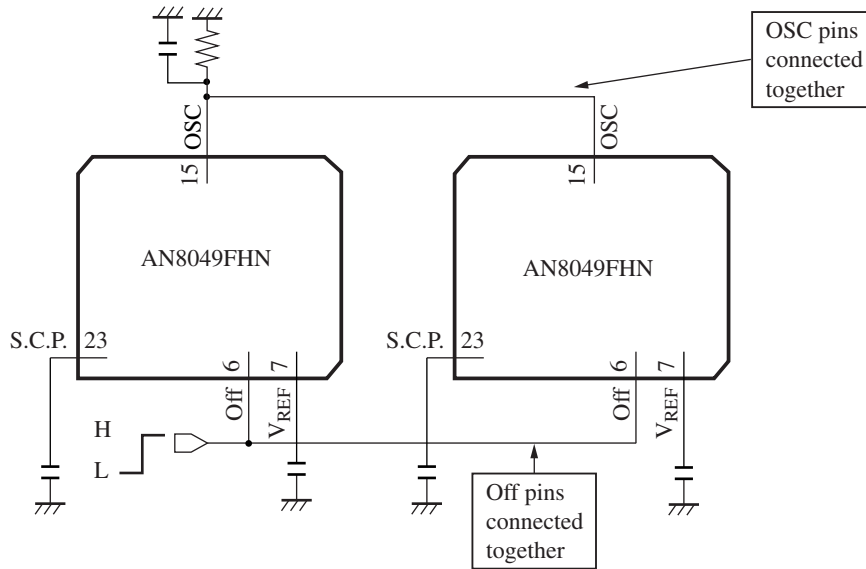 OSC pins
connected
together
OSC
15
OSC
15
AN8049FHN
AN8049FHN
S.C.P. 23
6
7
Off
VREF
S.C.P. 23
6
7
Off
VREF
H
L
Off pins
connected
together